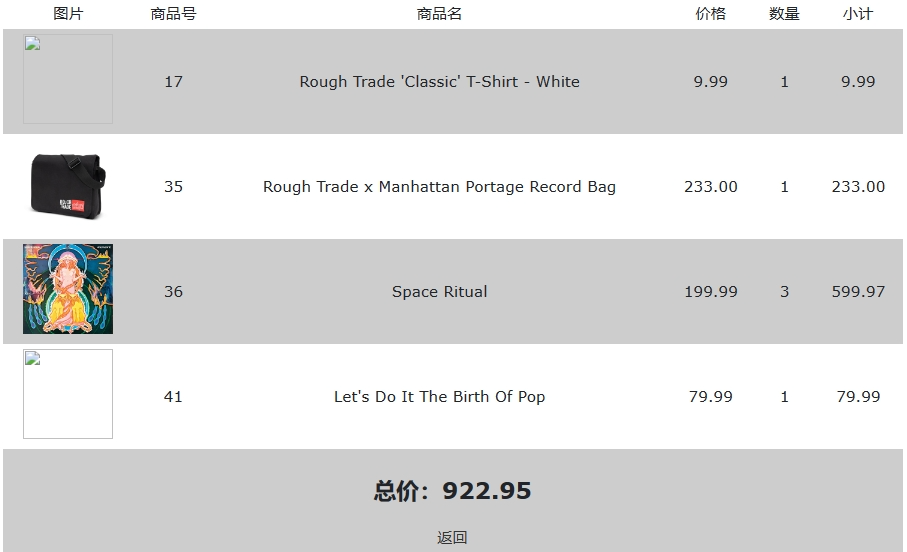 图片 商品号 商品名 价格 数量 小计
17 Rough Trade 'Classic' T-Shirt - White 9.99 1 9.99
35 Rough Trade x Manhattan Portage Record Bag 233.00 1 233.00
36 Space Ritual 199.99 3 599.97
41 Let's Do It The Birth Of Pop 79.99 1 79.99
总价：922.95
返回